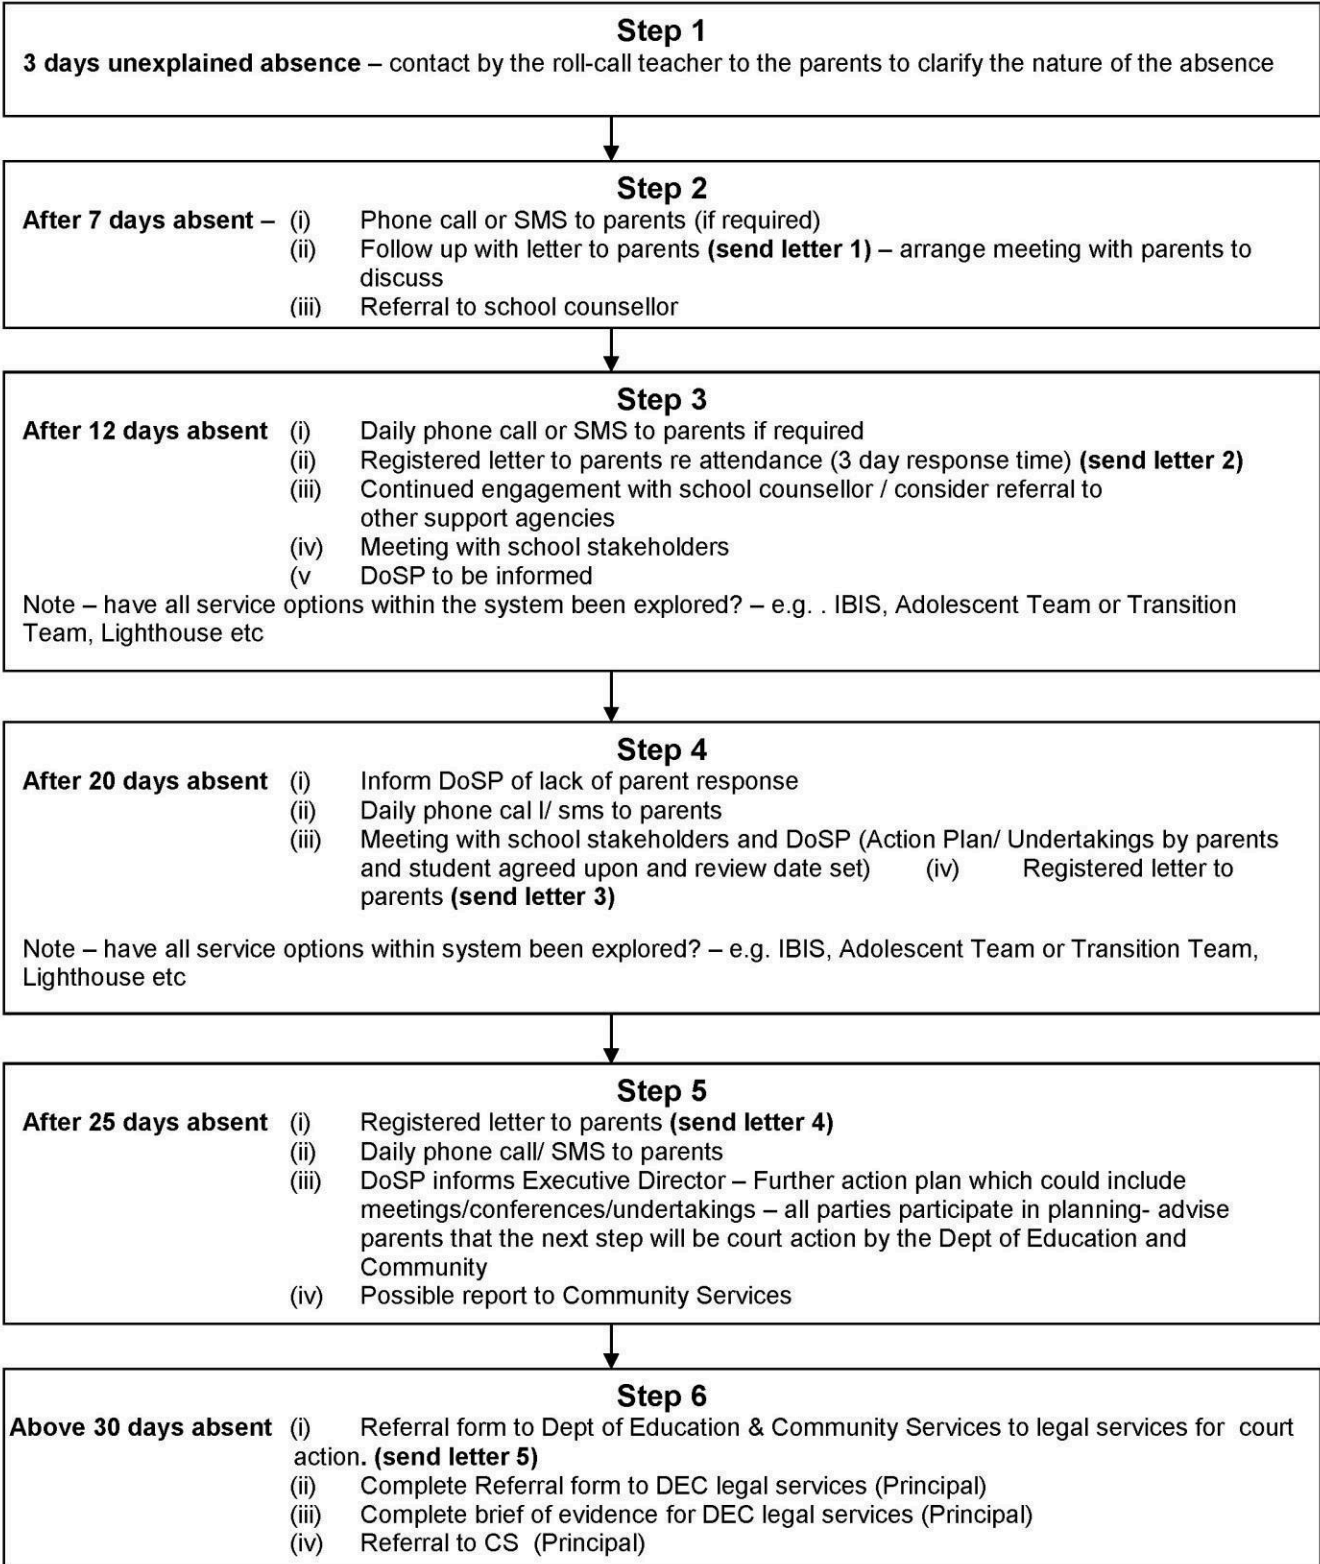 Step 1
3 days unexplained absence – contact by the roll-call teacher to the parents to clarify the nature of the absence
Step 2
After 7 days absent – (i) Phone call or SMS to parents (if required)
(ii) Follow up with letter to parents (send letter 1) – arrange meeting with parents to
discuss
(iii) Referral to school counsellor
Step 3
After 12 days absent (i) Daily phone call or SMS to parents if required
(ii) Registered letter to parents re attendance (3 day response time) (send letter 2)
(iii) Continued engagement with school counsellor / consider referral to
other support agencies
(iv) Meeting with school stakeholders
(v DoSP to be informed
Note – have all service options within the system been explored? – e.g. . IBIS, Adolescent Team or Transition
Team, Lighthouse etc
Step 4
After 20 days absent (i) Inform DoSP of lack of parent response
(ii) Daily phone cal l/ sms to parents
(iii) Meeting with school stakeholders and DoSP (Action Plan/ Undertakings by parents
and student agreed upon and review date set) (iv) Registered letter to
parents (send letter 3)
Note – have all service options within system been explored? – e.g. IBIS, Adolescent Team or Transition Team,
Lighthouse etc
Step 5
After 25 days absent (i) Registered letter to parents (send letter 4)
(ii) Daily phone call/ SMS to parents
(iii) DoSP informs Executive Director – Further action plan which could include
meetings/conferences/undertakings – all parties participate in planning- advise
parents that the next step will be court action by the Dept of Education and
Community
(iv) Possible report to Community Services
Step 6
Above 30 days absent (i) Referral form to Dept of Education & Community Services to legal services for court
action. (send letter 5)
(ii) Complete Referral form to DEC legal services (Principal)
(iii) Complete brief of evidence for DEC legal services (Principal)
(iv) Referral to CS (Principal)